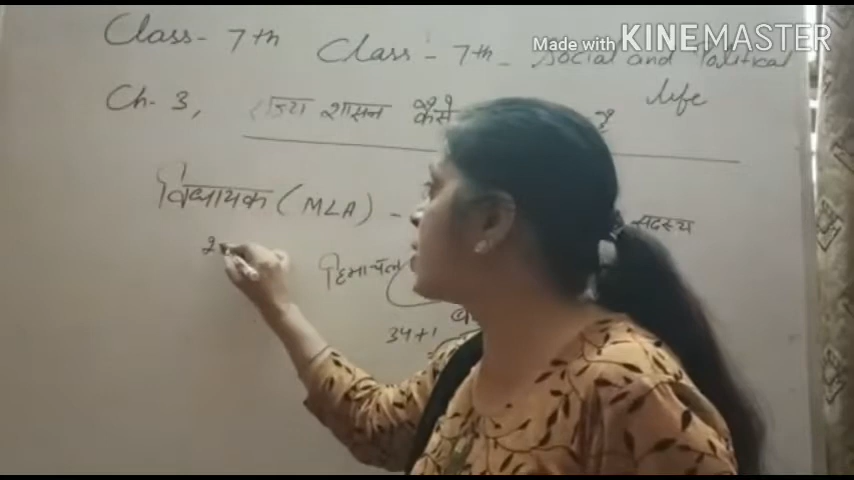 Made with KINEMASTER
Class - 7th
Class - 7th - Social and Political life
Ch. 3, राज्य शासन कैसे ?
विधायक (MLA) - सदस्य
हिमाचल
34+1